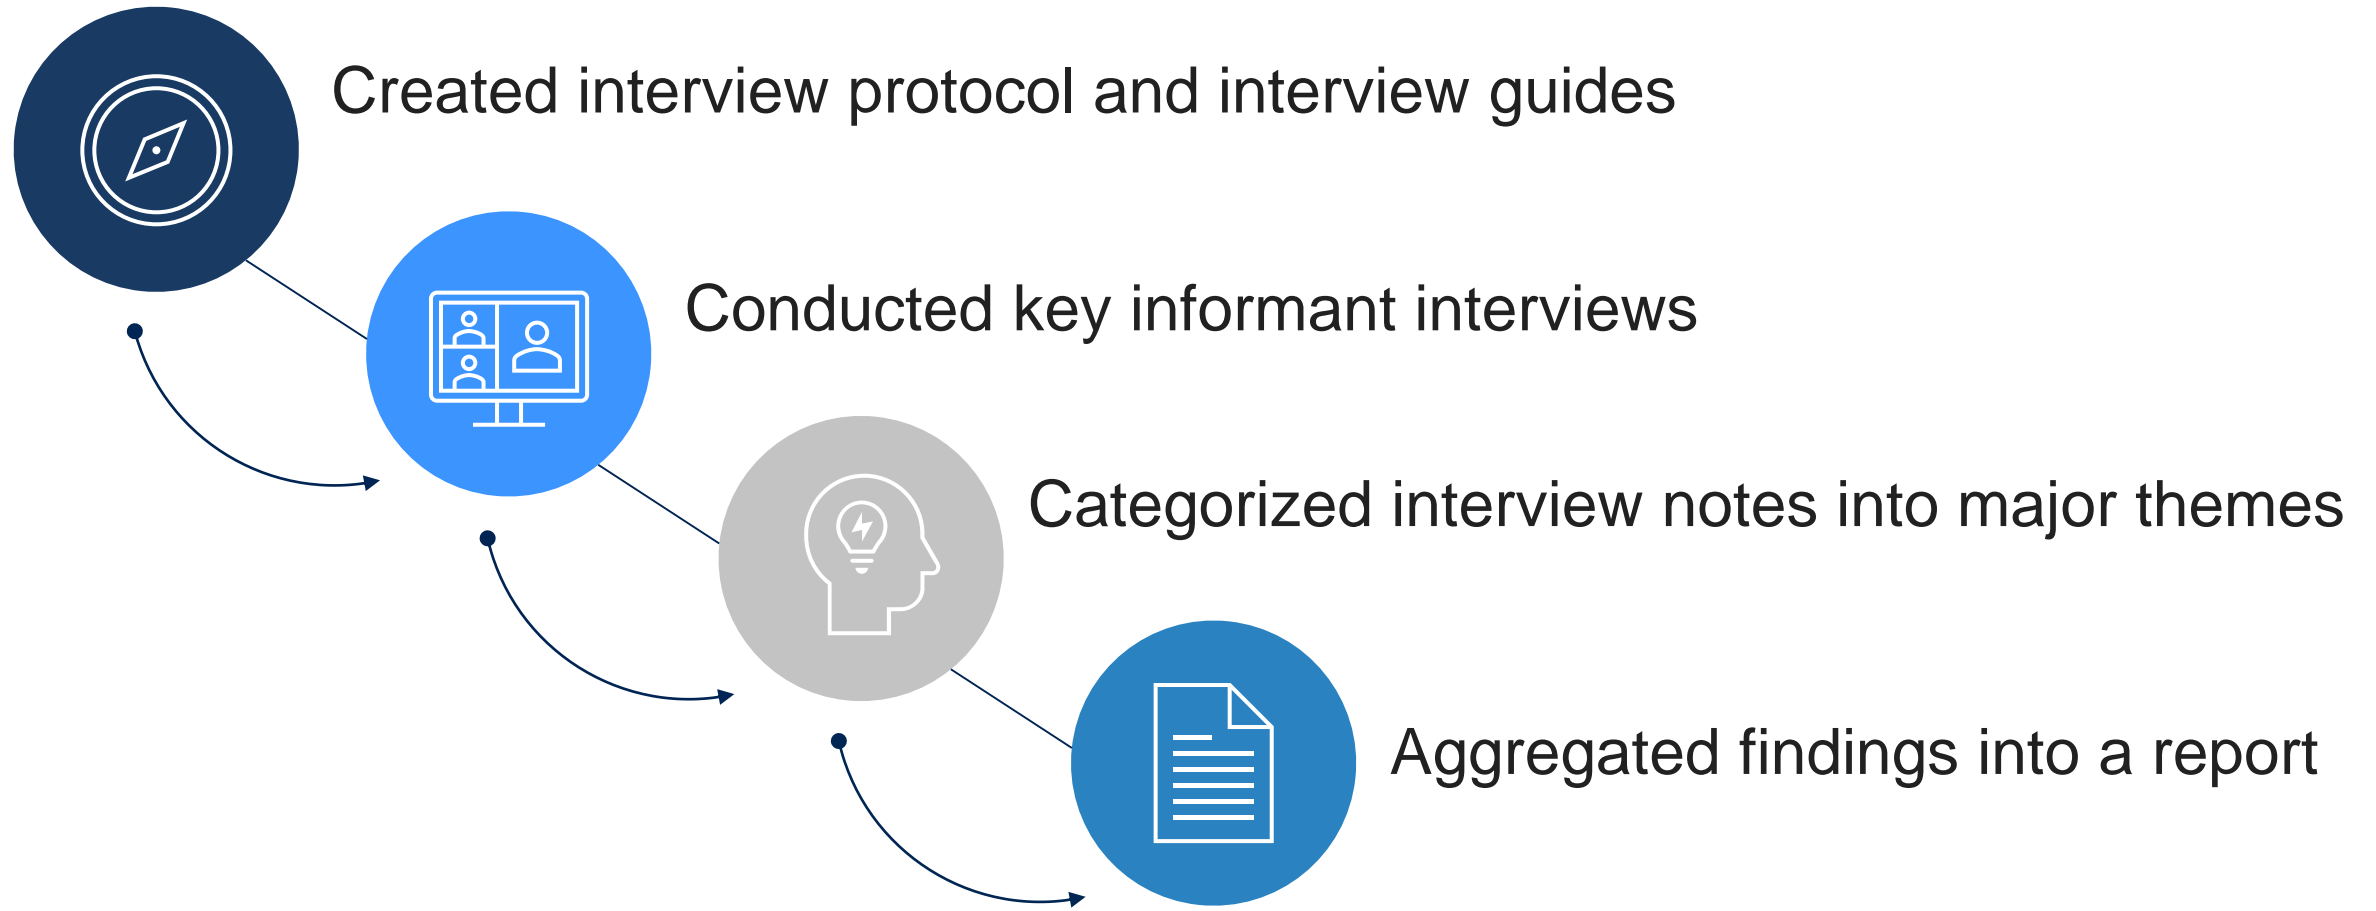 Created interview protocol and interview guides
Conducted key informant interviews
Categorized interview notes into major themes
Aggregated findings into a report